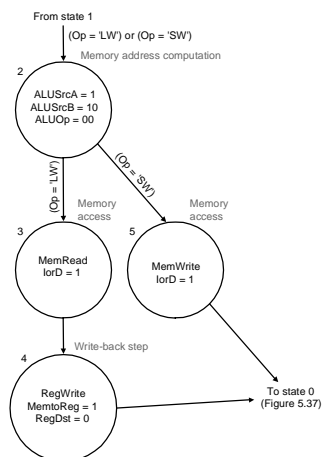 From state 1
(Op = 'LW') or (Op = 'SW')
Memory address computation
2
ALUSrcA = 1
ALUSrcB = 10
ALUOp = 00
(Op = 'LW')
(Op = 'SW')
Memory
access
3
MemRead
IorD = 1
Memory
access
5
MemWrite
IorD = 1
Write-back step
4
RegWrite
MemtoReg = 1
RegDst = 0
To state 0
(Figure 5.37)